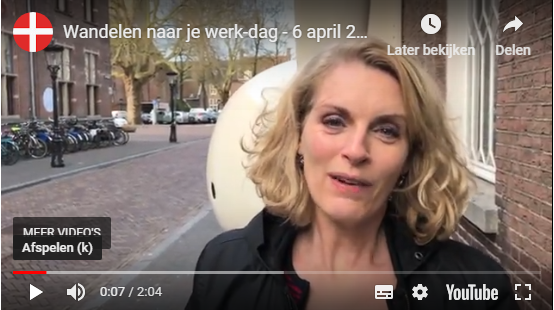 Wandelen naar je werk-dag - 6 april 2...
Later bekijken
Delen
MEER VIDEO'S
Afspelen (k)
0:07 / 2:04
YouTube